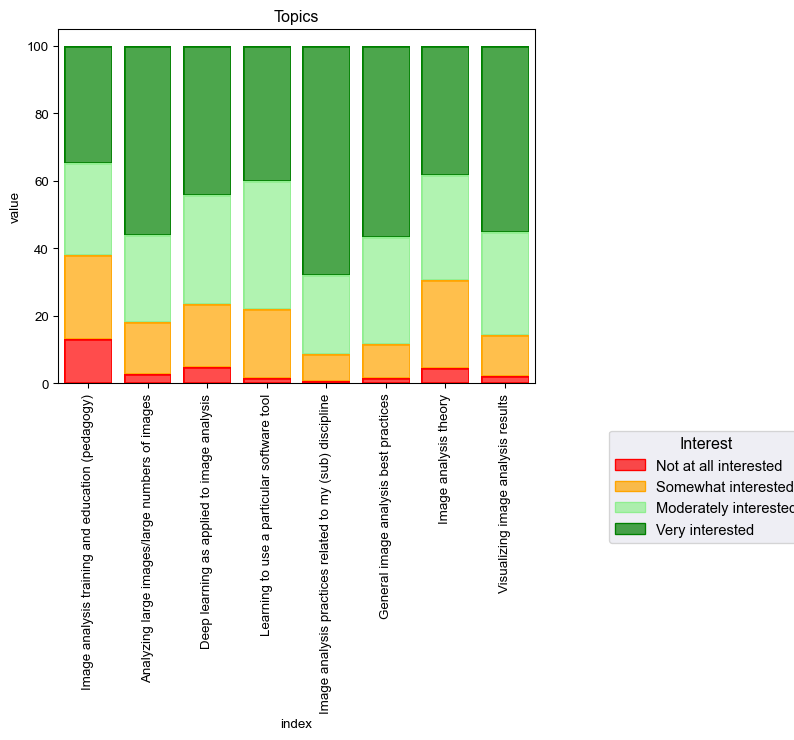 Topics
value
100
80
60
40
20
0
Image analysis training and education (pedagogy)
Analyzing large images/large numbers of images
Deep learning as applied to image analysis
Learning to use a particular software tool
Image analysis practices related to my (sub) discipline
General image analysis best practices
Image analysis theory
Visualizing image analysis results
index
Interest
Not at all interested
Somewhat interested
Moderately interested
Very interested